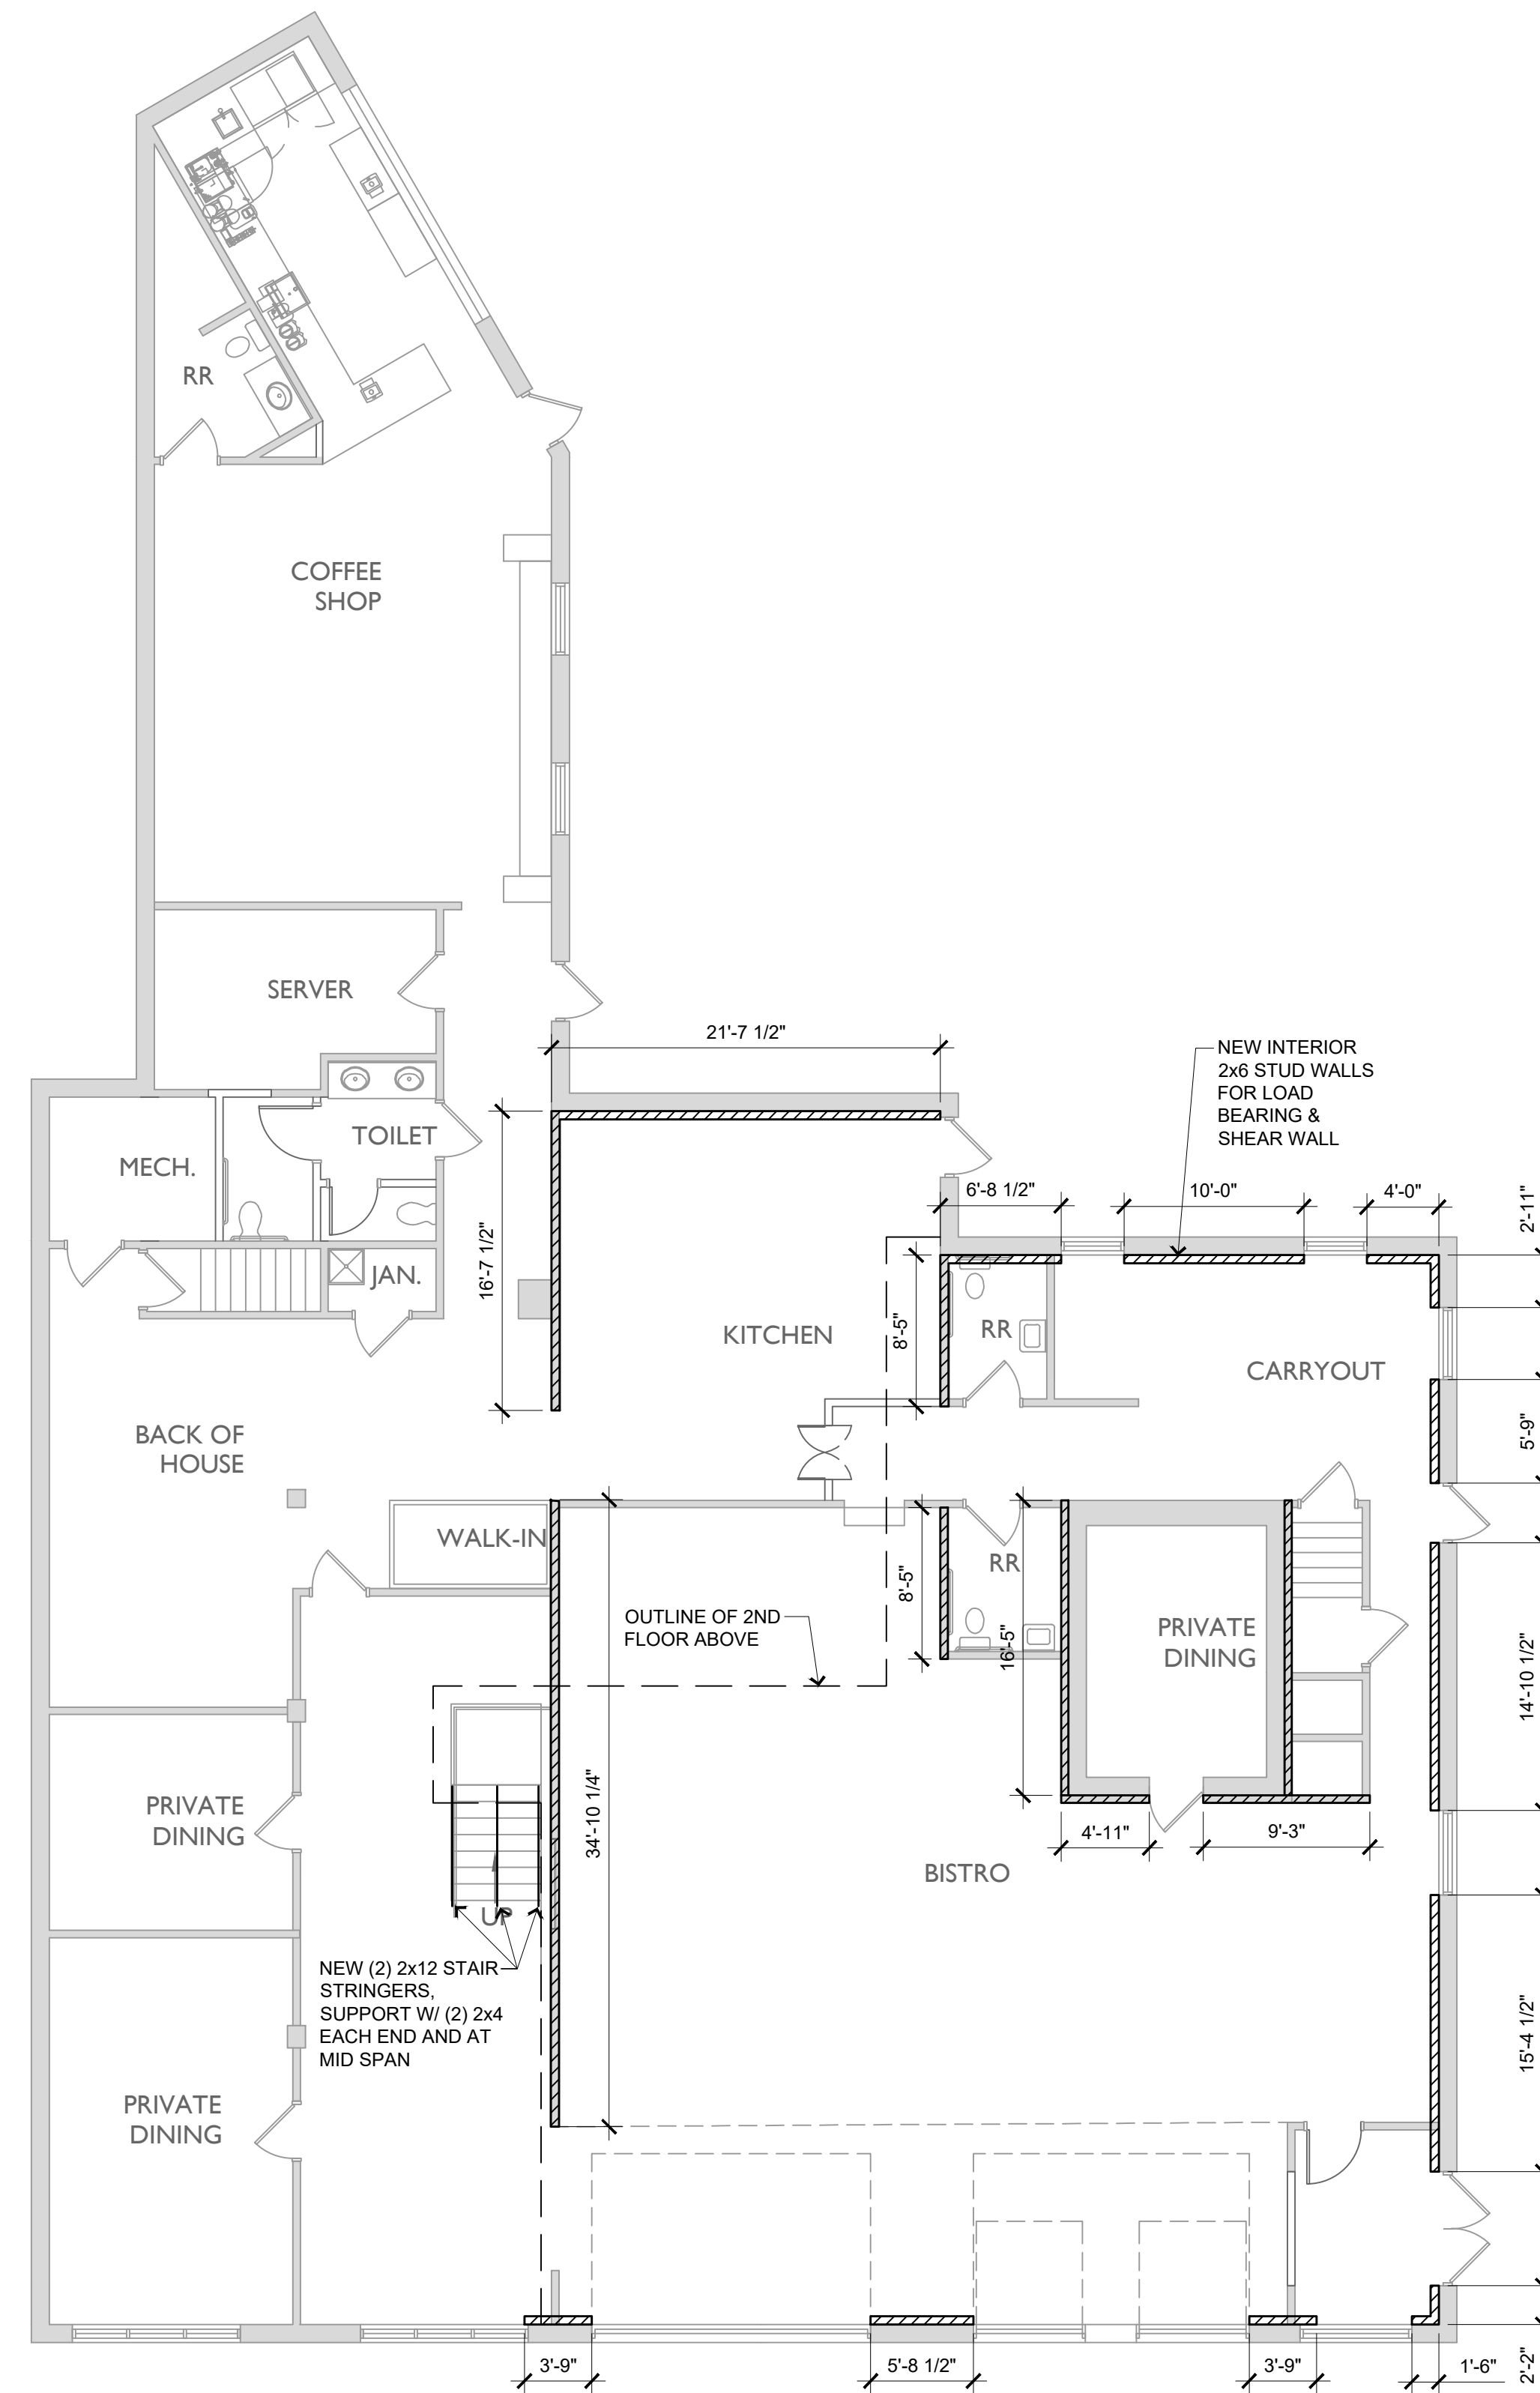 RR
COFFEE
SHOP
SERVER
21'-7 1/2"
NEW INTERIOR
2x6 STUD WALLS
FOR LOAD
BEARING &
SHEAR WALL
TOILET
MECH.
6'-8 1/2"
10'-0"
4'-0"
2'-11"
16'-7 1/2"
JAN.
KITCHEN
8'-5"
RR
CARRYOUT
BACK OF
HOUSE
5'-9"
WALK-IN
RR
8'-5"
OUTLINE OF 2ND
FLOOR ABOVE
16'-5"
PRIVATE
DINING
14'-10 1/2"
PRIVATE
DINING
34'-10 1/4"
4'-11"
9'-3"
BISTRO
UP
NEW (2) 2x12 STAIR
STRINGERS,
SUPPORT W/ (2) 2x4
EACH END AND AT
MID SPAN
15'-4 1/2"
PRIVATE
DINING
3'-9"
5'-8 1/2"
3'-9"
1'-6"
2'-2"